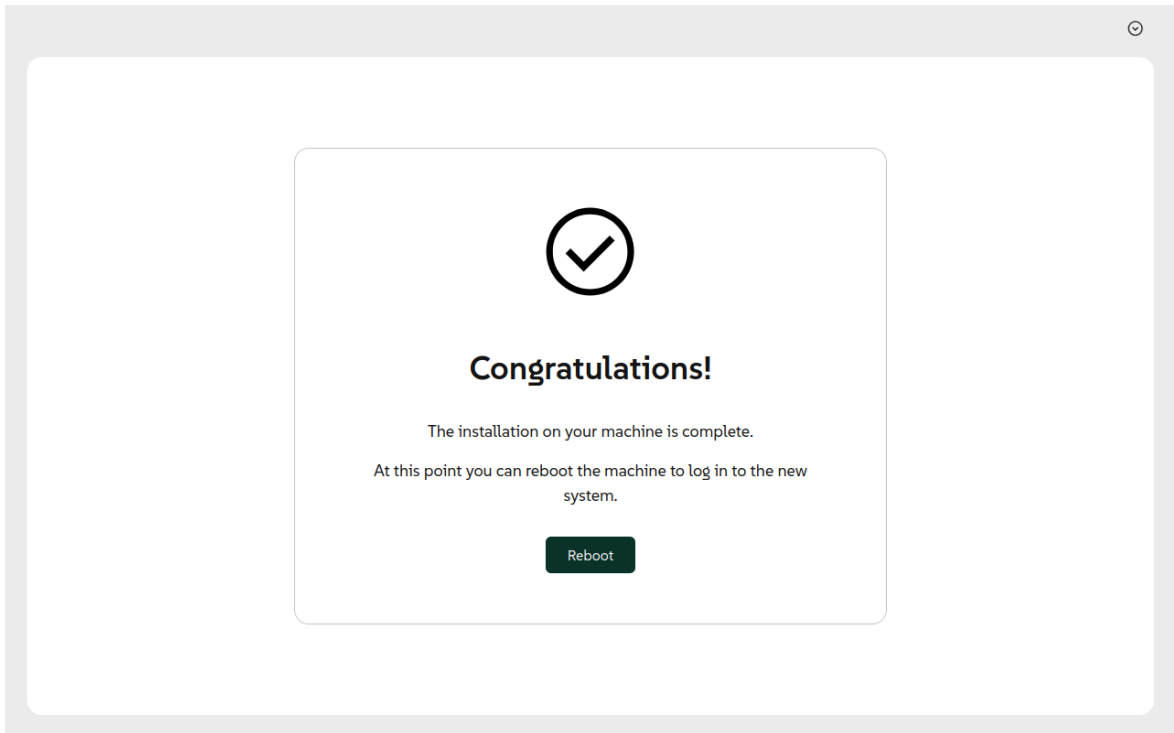 Congratulations!
The installation on your machine is complete.
At this point you can reboot the machine to log in to the new
system.
Reboot